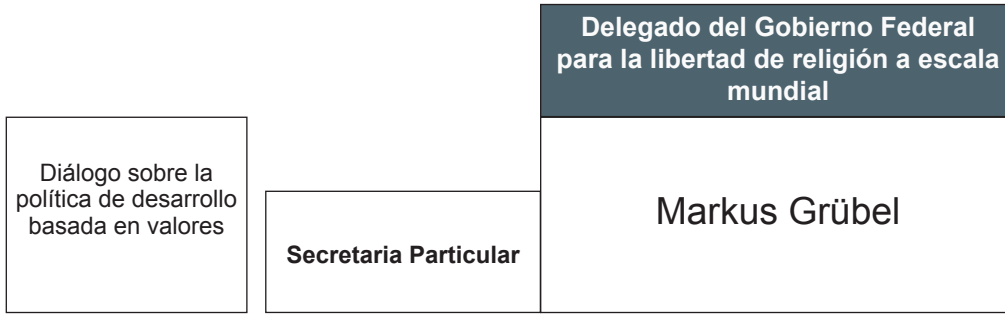 Delegado del Gobierno Federal
para la libertad de religión a escala
mundial
Diálogo sobre la
política de desarrollo
basada en valores
Secretaria Particular
Markus Grübel